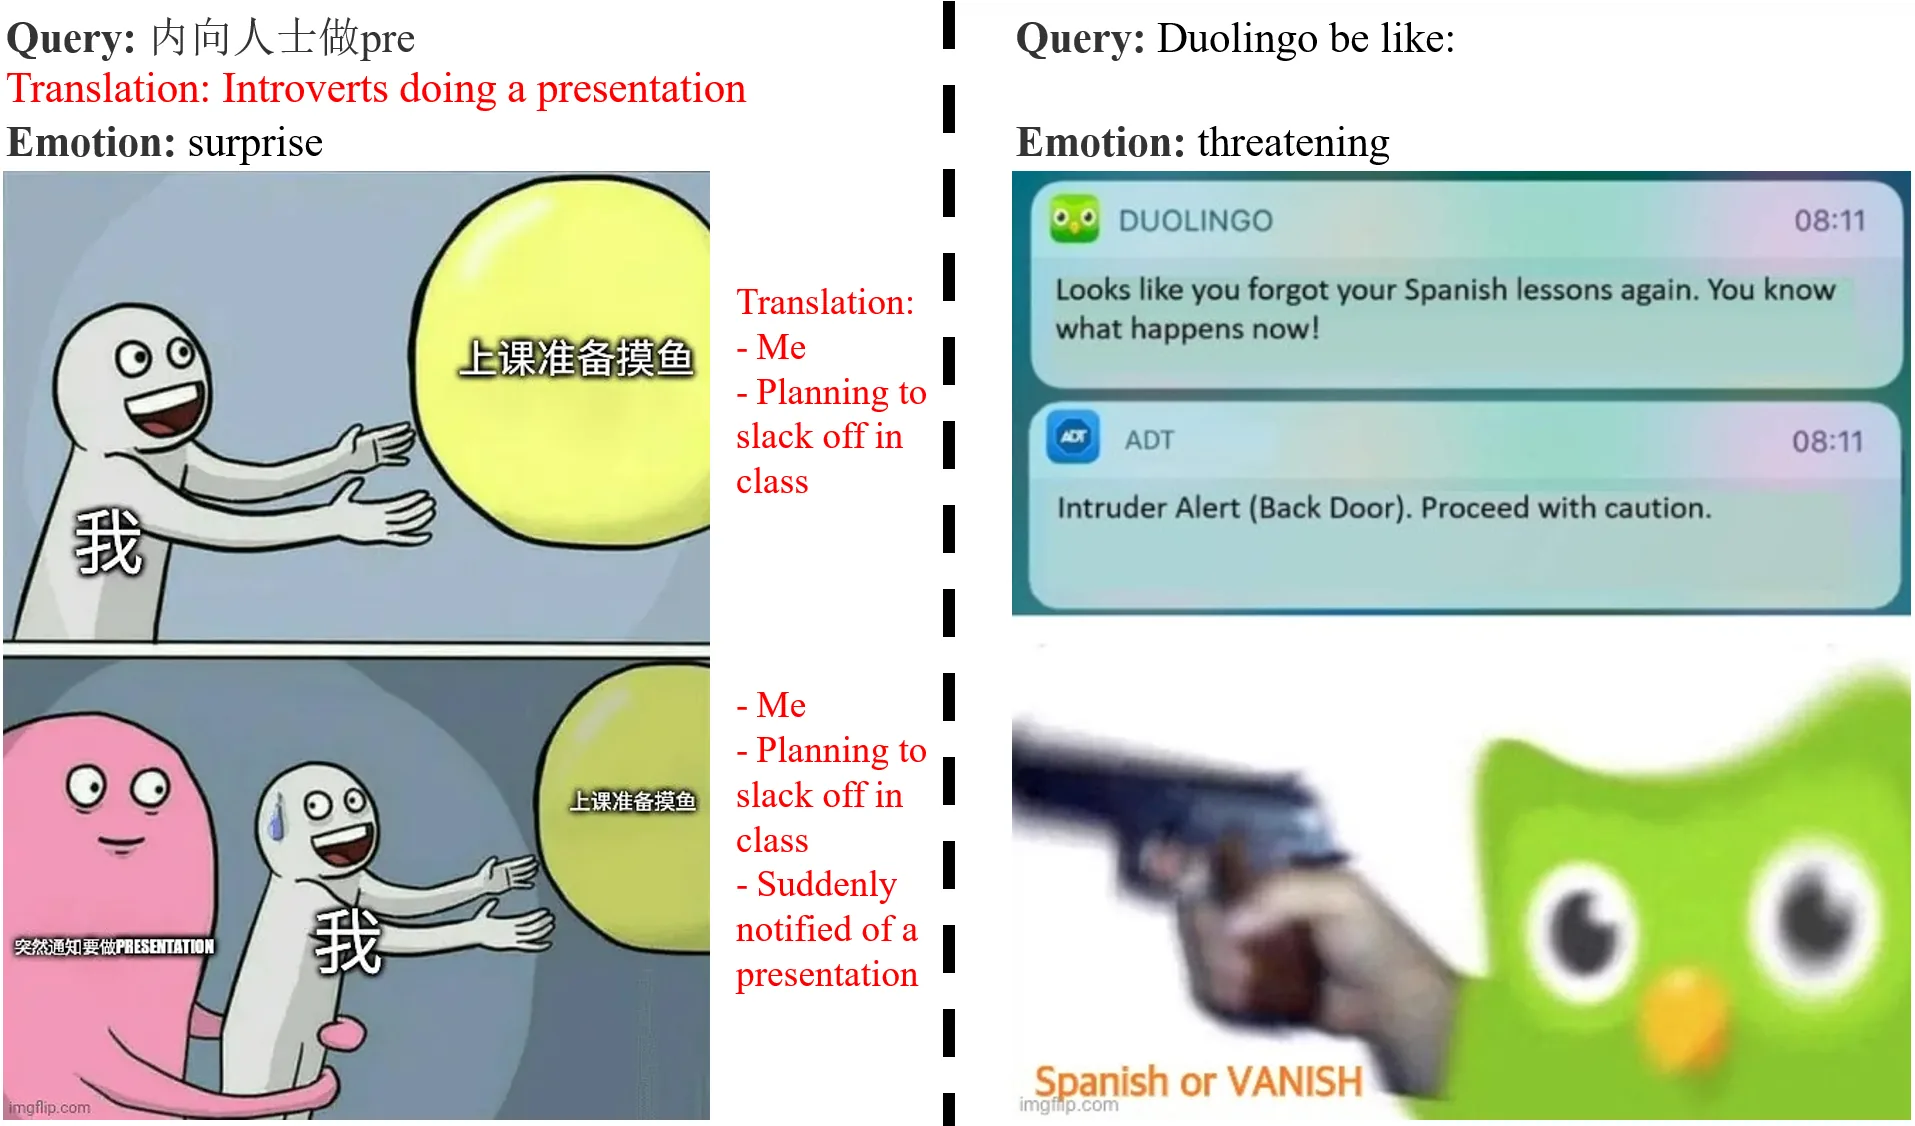 Query: 内向人士做pre
Translation: Introverts doing a presentation
Emotion: surprise
上课准备摸鱼
我
Translation:
- Me
- Planning to
slack off in
class
上课准备摸鱼
我
突然通知要做PRESENTATION
imgflip.com
- Me
- Planning to
slack off in
class
- Suddenly
notified of a
presentation
Query: Duolingo be like:
Emotion: threatening
DUOLINGO 08:11
Looks like you forgot your Spanish lessons again. You know
what happens now!
ADT
ADT 08:11
Intruder Alert (Back Door). Proceed with caution.
Spanish or VANISH
imgflip.com